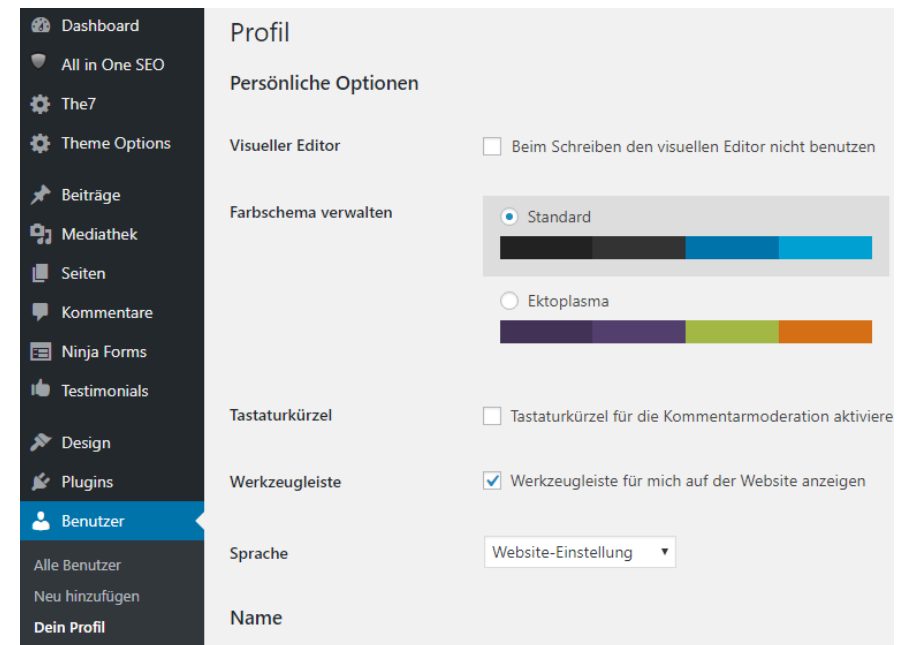 Dashboard
All in One SEO
The7
Theme Options
Beiträge
Mediathek
Seiten
Kommentare
Ninja Forms
Testimonials
Design
Plugins
Benutzer
Alle Benutzer
Neu hinzufügen
Dein Profil
Profil
Persönliche Optionen
Visueller Editor
Beim Schreiben den visuellen Editor nicht benutzen
Farbschema verwalten
Standard
Ektoplasma
Tastaturkürzel
Tastaturkürzel für die Kommentarmoderation aktiviere
Werkzeugleiste
Werkzeugleiste für mich auf der Website anzeigen
Sprache
Website-Einstellung
Name